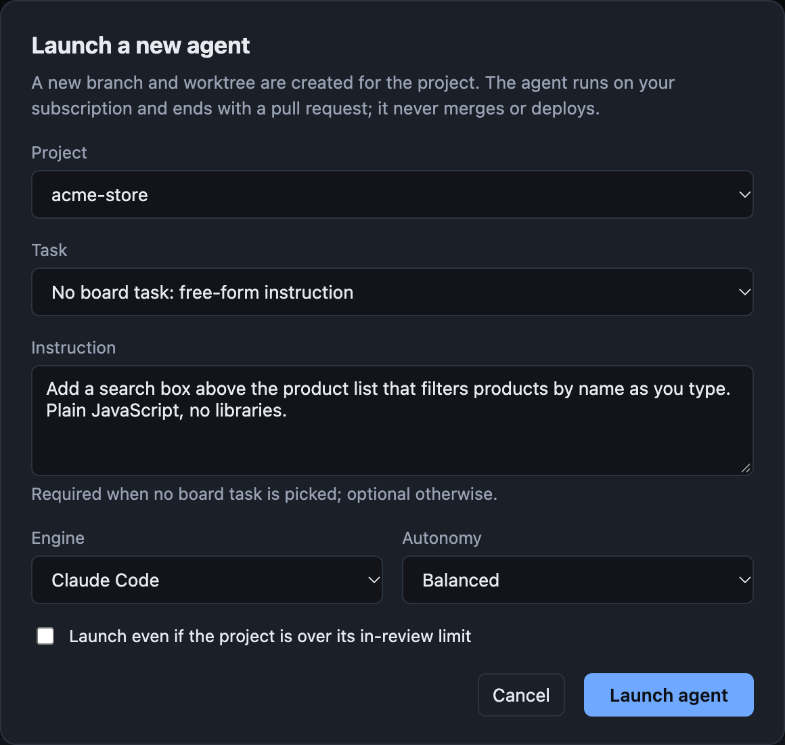 Launch a new agent
A new branch and worktree are created for the project. The agent runs on your
subscription and ends with a pull request; it never merges or deploys.
Project
acme-store
Task
No board task: free-form instruction
Instruction
Add a search box above the product list that filters products by name as you type.
Plain JavaScript, no libraries.
Required when no board task is picked; optional otherwise.
Engine
Autonomy
Claude Code
Balanced
Launch even if the project is over its in-review limit
Cancel
Launch agent